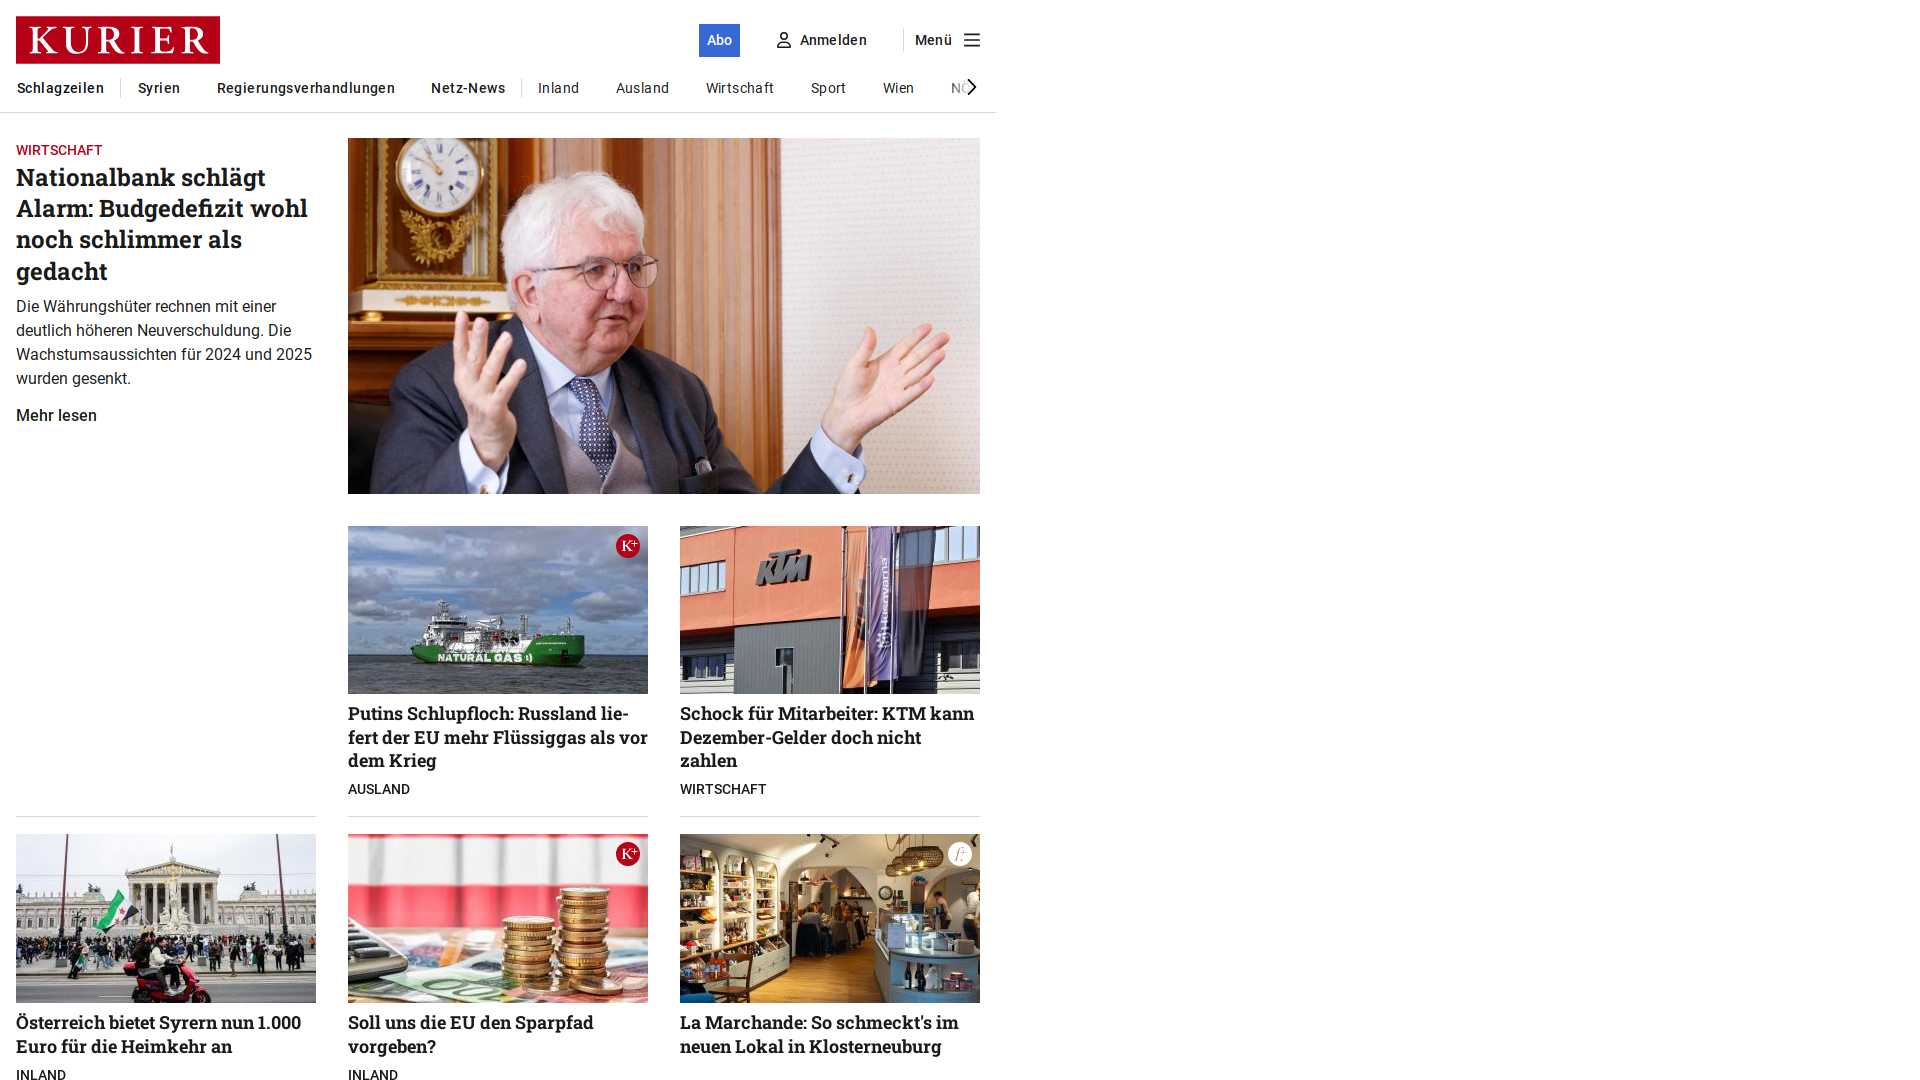 KURIER
Abo
Anmelden
Menü
Schlagzeilen
Syrien
Regierungsverhandlungen
Netz-News
Inland
Ausland
Wirtschaft
Sport
Wien
NÖ
WIRTSCHAFT
Nationalbank schlägt
Alarm: Budgedefizit wohl
noch schlimmer als
gedacht
Die Währungshüter rechnen mit einer
deutlich höheren Neuverschuldung. Die
Wachstumsaussichten für 2024 und 2025
wurden gesenkt.
Mehr lesen
K+
NATURAL GAS :)
Putins Schlupfloch: Russland lie-
fert der EU mehr Flüssiggas als vor
dem Krieg
AUSLAND
KTM
Husqvarna
Schock für Mitarbeiter: KTM kann
Dezember-Gelder doch nicht
zahlen
WIRTSCHAFT
Österreich bietet Syrern nun 1.000
Euro für die Heimkehr an
INLAND
K+
Soll uns die EU den Sparpfad
vorgeben?
INLAND
f+
La Marchande: So schmeckt's im
neuen Lokal in Klosterneuburg